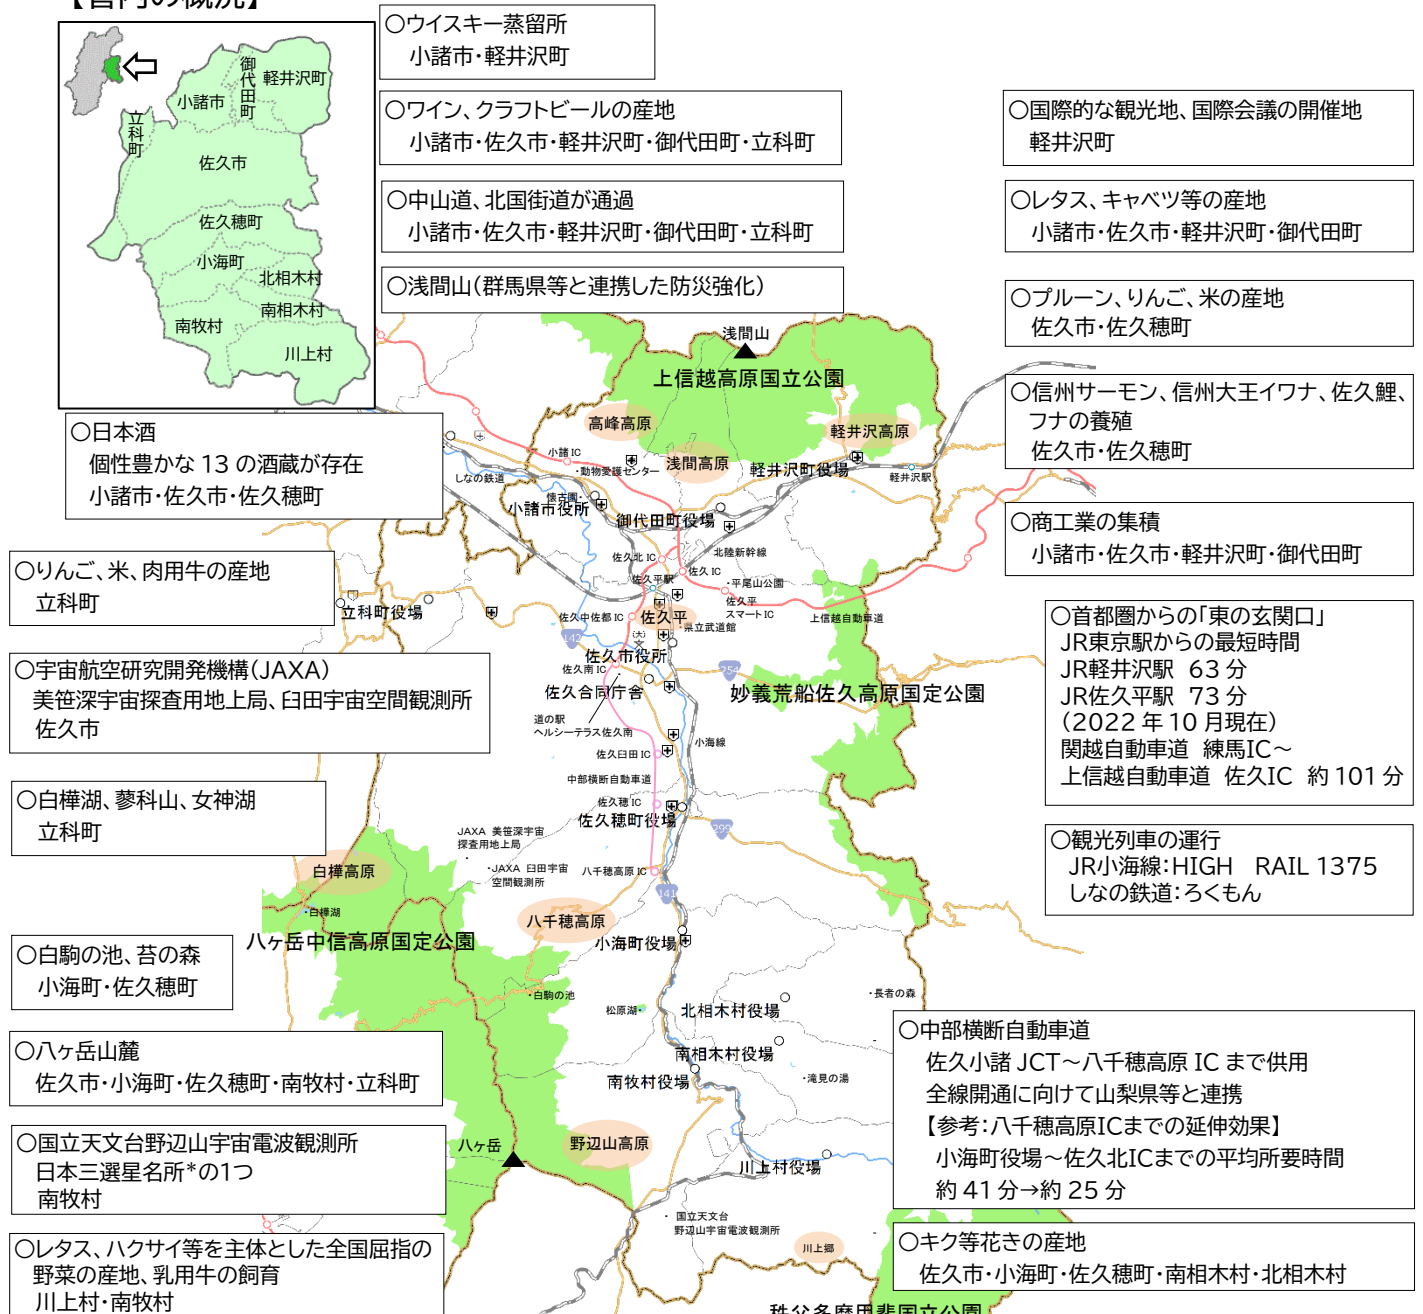 【管内の概況】
○ウイスキー蒸留所
小諸市・軽井沢町
○ワイン、クラフトビールの産地
小諸市・佐久市・軽井沢町・御代田町・立科町
○中山道、北国街道が通過
小諸市・佐久市・軽井沢町・御代田町・立科町
○浅間山(群馬県等と連携した防災強化)
○国際的な観光地、国際会議の開催地
軽井沢町
○レタス、キャベツ等の産地
小諸市・佐久市・軽井沢町・御代田町
○プルーン、りんご、米の産地
佐久市・佐久穂町
○信州サーモン、信州大王イワナ、佐久鯉、
フナの養殖
佐久市・佐久穂町
○商工業の集積
小諸市・佐久市・軽井沢町・御代田町
○首都圏からの「東の玄関口」
JR東京駅からの最短時間
JR軽井沢駅 63分
JR佐久平駅 73分
(2022年10月現在)
関越自動車道 練馬IC～
上信越自動車道 佐久IC 約101分
○観光列車の運行
JR小海線:HIGH RAIL 1375
しなの鉄道:ろくもん
○中部横断自動車道
佐久小諸JCT～八千穂高原ICまで供用
全線開通に向けて山梨県等と連携
【参考:八千穂高原ICまでの延伸効果】
小海町役場～佐久北ICまでの平均所要時間
約41分→約25分
○キク等花きの産地
佐久市・小海町・佐久穂町・南相木村・北相木村
○日本酒
個性豊かな13の酒蔵が存在
小諸市・佐久市・佐久穂町
○りんご、米、肉用牛の産地
立科町
○宇宙航空研究開発機構(JAXA)
美笹深宇宙探査用地上局、臼田宇宙空間観測所
佐久市
○白樺湖、蓼科山、女神湖
立科町
○白駒の池、苔の森
小海町・佐久穂町
○八ヶ岳山麓
佐久市・小海町・佐久穂町・南牧村・立科町
○国立天文台野辺山宇宙電波観測所
日本三選星名所*の1つ
南牧村
○レタス、ハクサイ等を主体とした全国屈指の
野菜の産地、乳用牛の飼育
川上村・南牧村
御代田町
軽井沢町
小諸市
立科町
佐久市
佐久穂町
小海町
北相木村
南相木村
南牧村
川上村
浅間山
上信越高原国立公園
高峰高原
軽井沢高原
浅間高原
小諸IC
・動物愛護センター
軽井沢町役場
軽井沢駅
しなの鉄道
懐古園・
小諸市役所
御代田町役場
佐久北IC
北陸新幹線
佐久IC
佐久平駅
・平尾山公園
佐久平
スマートIC
上信越自動車道
立科町役場
佐久中佐都IC
佐久平
・県立武道館
142
(大)
文
佐久市役所
254
佐久南IC
佐久合同庁舎
妙義荒船佐久高原国定公園
道の駅
ヘルシーテラス佐久南
小海線
佐久臼田IC
中部横断自動車道
佐久穂IC
佐久穂町役場
299
JAXA 美笹深宇宙
探査用地上局
・JAXA 臼田宇宙
空間観測所
八千穂高原IC
141
白樺高原
・白樺湖
八千穂高原
八ヶ岳中信高原国定公園
小海町役場
・白駒の池
松原湖・
北相木村役場
・長者の森
南相木村役場
南牧村役場
・滝見の湯
八ヶ岳
野辺山高原
川上村役場
・国立天文台
野辺山宇宙電波観測所
川上郷
秩父多摩甲斐国立公園